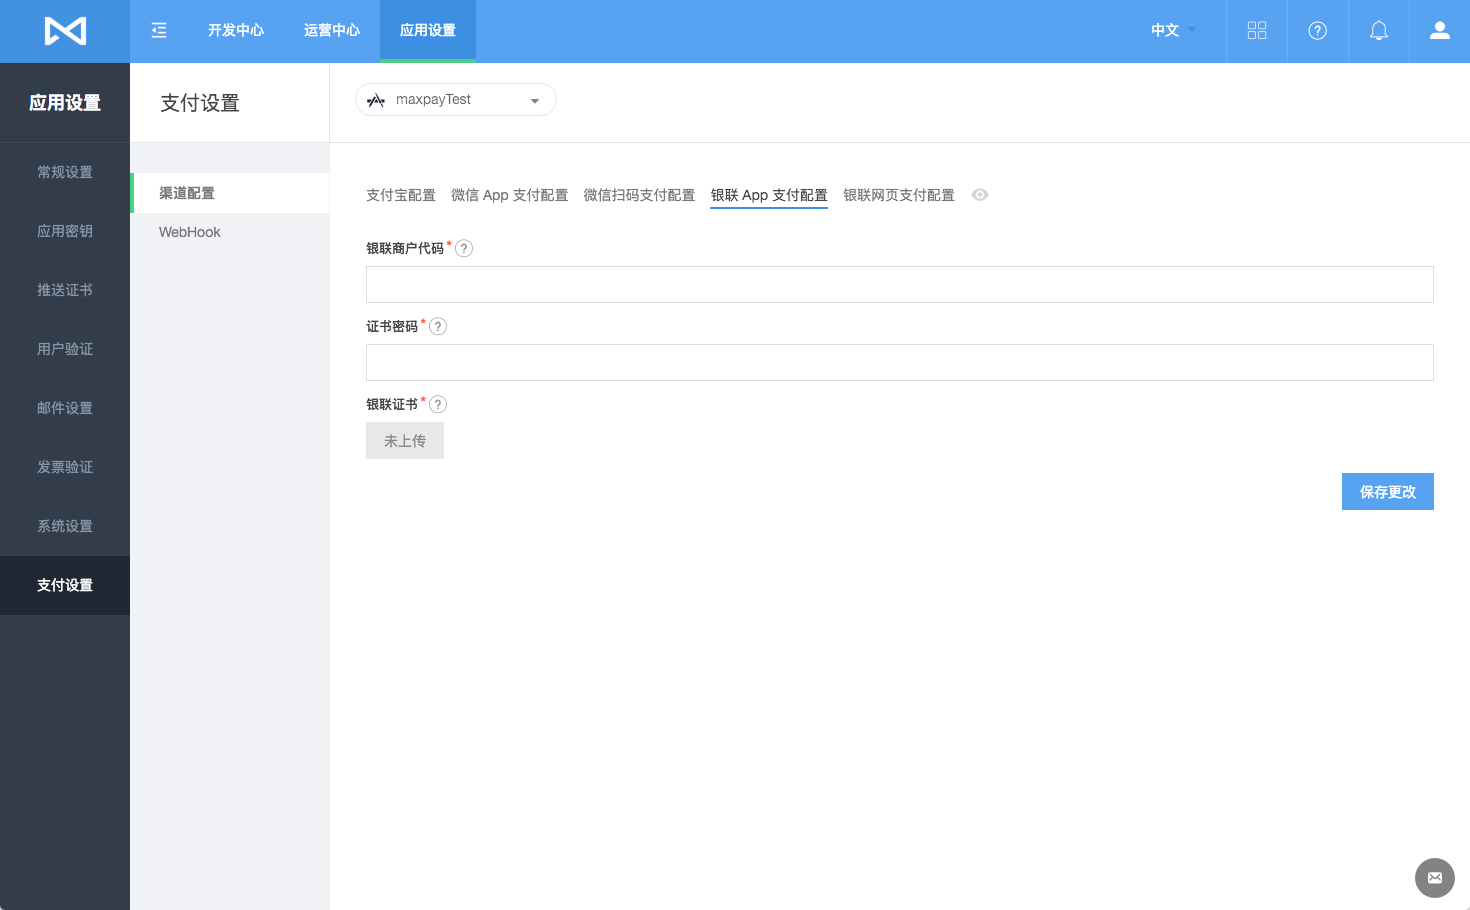 开发中心 运营中心 应用设置 中文
应用设置
支付设置
maxpayTest
常规设置
应用密钥
推送证书
用户验证
邮件设置
发票验证
系统设置
支付设置
渠道配置
WebHook
支付宝配置 微信 App 支付配置 微信扫码支付配置 银联 App 支付配置 银联网页支付配置
银联商户代码 * ?
证书密码 * ?
银联证书 * ?
未上传
保存更改